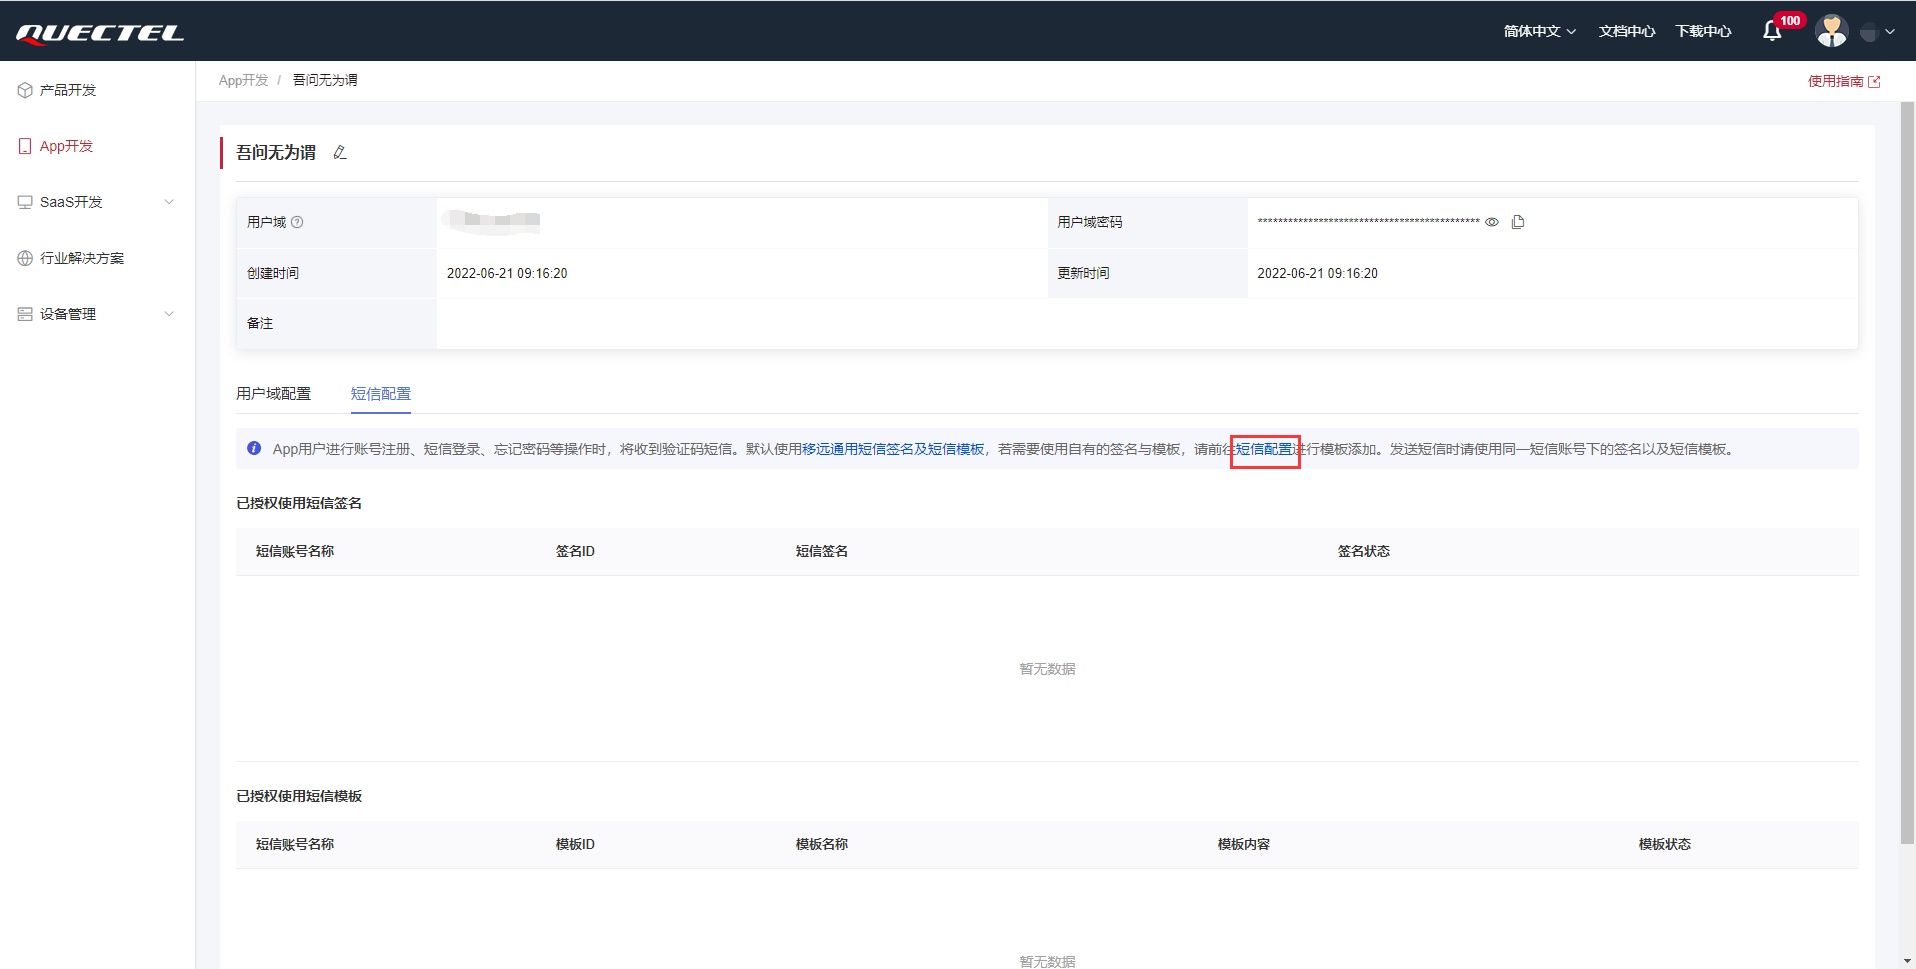 QUECTEL
简体中文
文档中心
下载中心
100
产品开发
App开发
SaaS开发
行业解决方案
设备管理
App开发 / 吾问无为谓
使用指南
吾问无为谓
用户域
用户域密码 ********************************************
创建时间 2022-06-21 09:16:20
更新时间 2022-06-21 09:16:20
备注
用户域配置
短信配置
App用户进行账号注册、短信登录、忘记密码等操作时，将收到验证码短信。默认使用移远通用短信签名及短信模板，若需要使用自有的签名与模板，请前往短信配置进行模板添加。发送短信时请使用同一短信账号下的签名以及短信模板。
已授权使用短信签名
短信账号名称 签名ID 短信签名 签名状态
暂无数据
已授权使用短信模板
短信账号名称 模板ID 模板名称 模板内容 模板状态
暂无数据